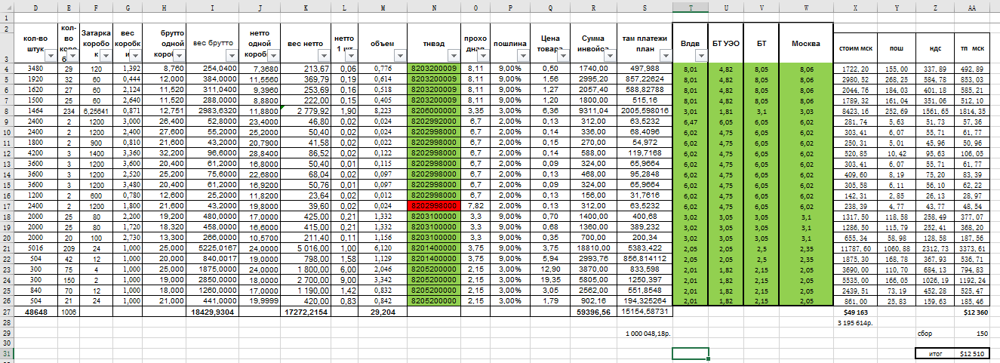 D E F G H I J K L M N O P Q R S T U V W X Y Z AA
1
2
3 кол-во штук кол-во Затарка коробо к вес коробк брутто одной вес брутто нетто одной короб вес нетто нетто 1 объем тнвэд прохо пошлина Цена Сумма там платежи план Влдв БТ УЭО БТ Москва стоим мск пош ндс тп мск
4 3480 29 120 1,392 8,760 254,0400 7,3680 213,67 0,06 0,776 8203200009 8,11 9,00% 0,50 1740,00 497,988 8,01 4,82 8,05 8,06 1722,20 155,00 337,89 492,89
5 1920 32 60 0,444 12,000 384,0000 11,5560 369,79 0,19 0,614 8203200009 8,11 9,00% 1,56 2995,20 857,22624 8,01 4,82 8,05 8,06 2980,52 268,25 584,78 853,03
6 1620 27 60 2,124 11,520 311,0400 9,3960 253,69 0,16 0,518 8203200009 8,11 9,00% 1,27 2057,40 588,82788 8,01 4,82 8,05 8,06 2044,76 184,03 401,18 585,21
7 1500 25 60 2,640 11,520 288,0000 8,8800 222,00 0,15 0,405 8203200009 8,11 9,00% 1,20 1800,00 515,16 8,01 4,82 8,05 8,06 1789,32 161,04 351,06 512,10
8 1464 234 6,25641 0,871 12,751 2983,6320 11,8800 2 779,92 1,90 8,223 8206000000 3,35 3,00% 6,36 9311,04 2005,598016 3,01 1,81 3,1 3,03 8423,16 252,69 1561,65 1814,35
9 2400 2 1200 3,000 26,400 52,8000 23,4000 46,80 0,02 0,024 8202992000 6,7 2,00% 0,13 312,00 63,5232 6,47 6,05 6,05 6,02 281,74 5,63 51,73 57,36
10 2400 2 1200 2,400 27,600 55,2000 25,2000 50,40 0,02 0,024 8202998000 6,7 2,00% 0,14 336,00 68,4096 6,02 4,75 6,05 6,02 303,41 6,07 55,71 61,77
11 1800 2 900 0,810 21,600 43,2000 20,7900 41,58 0,02 0,022 8202998000 6,7 2,00% 0,15 270,00 54,972 6,02 4,75 6,05 6,02 250,31 5,01 45,96 50,96
12 4200 3 1400 3,360 32,200 96,6000 28,8400 86,52 0,02 0,122 8202998000 6,7 2,00% 0,14 588,00 119,7168 6,02 4,75 6,05 6,02 520,85 10,42 95,63 106,05
13 3600 3 1200 3,600 20,400 61,2000 16,8000 50,40 0,01 0,115 8202998000 6,7 2,00% 0,09 324,00 65,9664 6,02 4,75 6,05 6,02 303,41 6,07 55,71 61,77
14 3600 3 1200 2,520 25,200 75,6000 22,6800 68,04 0,02 0,097 8202998000 6,7 2,00% 0,13 468,00 95,2848 6,02 4,75 6,05 6,02 409,60 8,19 75,20 83,39
15 3600 3 1200 3,480 20,400 61,2000 16,9200 50,76 0,01 0,097 8202998000 6,7 2,00% 0,09 324,00 65,9664 6,02 4,75 6,05 6,02 305,58 6,11 56,10 62,22
16 1200 2 600 0,780 12,600 25,2000 11,8200 23,64 0,02 0,012 8202998000 6,7 2,00% 0,13 156,00 31,7616 6,02 4,75 6,05 6,02 142,31 2,85 26,13 28,97
17 2400 2 1200 1,800 21,600 43,2000 19,8000 39,60 0,02 0,024 8202998000 7,82 2,00% 0,13 312,00 63,5232 6,02 4,75 6,05 6,02 238,39 4,77 43,77 48,54
18 2000 25 80 2,200 19,200 480,0000 17,0000 425,00 0,21 1,332 8203100000 3,3 9,00% 0,70 1400,00 400,68 3,02 3,05 3,05 3,1 1317,50 118,58 258,49 377,07
19 2000 25 80 1,720 18,320 458,0000 16,6000 415,00 0,21 1,332 8203100000 3,3 9,00% 0,68 1360,00 389,232 3,02 3,05 3,05 3,1 1286,50 115,79 252,41 368,20
20 2000 20 100 2,730 13,300 266,0000 10,5700 211,40 0,11 1,156 8203100000 3,3 9,00% 0,35 700,00 200,34 3,02 3,05 3,05 3,1 655,34 58,98 128,58 187,56
21 5016 209 24 1,000 25,000 5225,0167 24,0000 5 016,00 1,00 6,120 8201400000 3,75 9,00% 3,75 18810,00 5383,422 2,05 2,05 2,5 2,35 11787,60 1060,88 2312,73 3373,61
22 504 42 12 1,000 20,000 840,0017 19,0000 798,00 1,58 1,129 8201400000 3,75 9,00% 5,94 2993,76 856,814112 2,05 2,05 2,5 2,35 1875,30 168,78 367,93 536,71
23 300 75 4 1,000 25,000 1875,0000 24,0000 1 800,00 6,00 2,046 8205200000 2,15 3,00% 12,90 3870,00 833,598 2,01 1,82 2,15 2,05 3690,00 110,70 684,13 794,83
24 300 150 2 1,000 19,000 2850,0000 18,0000 2 700,00 9,00 3,342 8205200000 2,15 3,00% 19,35 5805,00 1250,397 2,01 1,82 2,15 2,05 5535,00 166,05 1026,19 1192,24
25 840 70 12 1,000 18,000 1260,0000 17,0000 1 190,00 1,42 0,832 8205200000 2,15 3,00% 3,05 2562,00 551,8548 2,01 1,82 2,15 2,05 2439,51 73,19 452,28 525,47
26 504 21 24 1,000 21,000 441,0000 19,9999 420,00 0,83 0,842 8205200000 2,15 3,00% 1,79 902,16 194,325264 2,01 1,82 2,15 2,05 861,00 25,83 159,63 185,46
27 48648 1006 18429,9304 17272,2154 29,204 59396,56 15154,58731 $49 163 $12 360
28 3 195 614р.
29 1 000 048,18р. сбор 150
30
31 итог $12 510